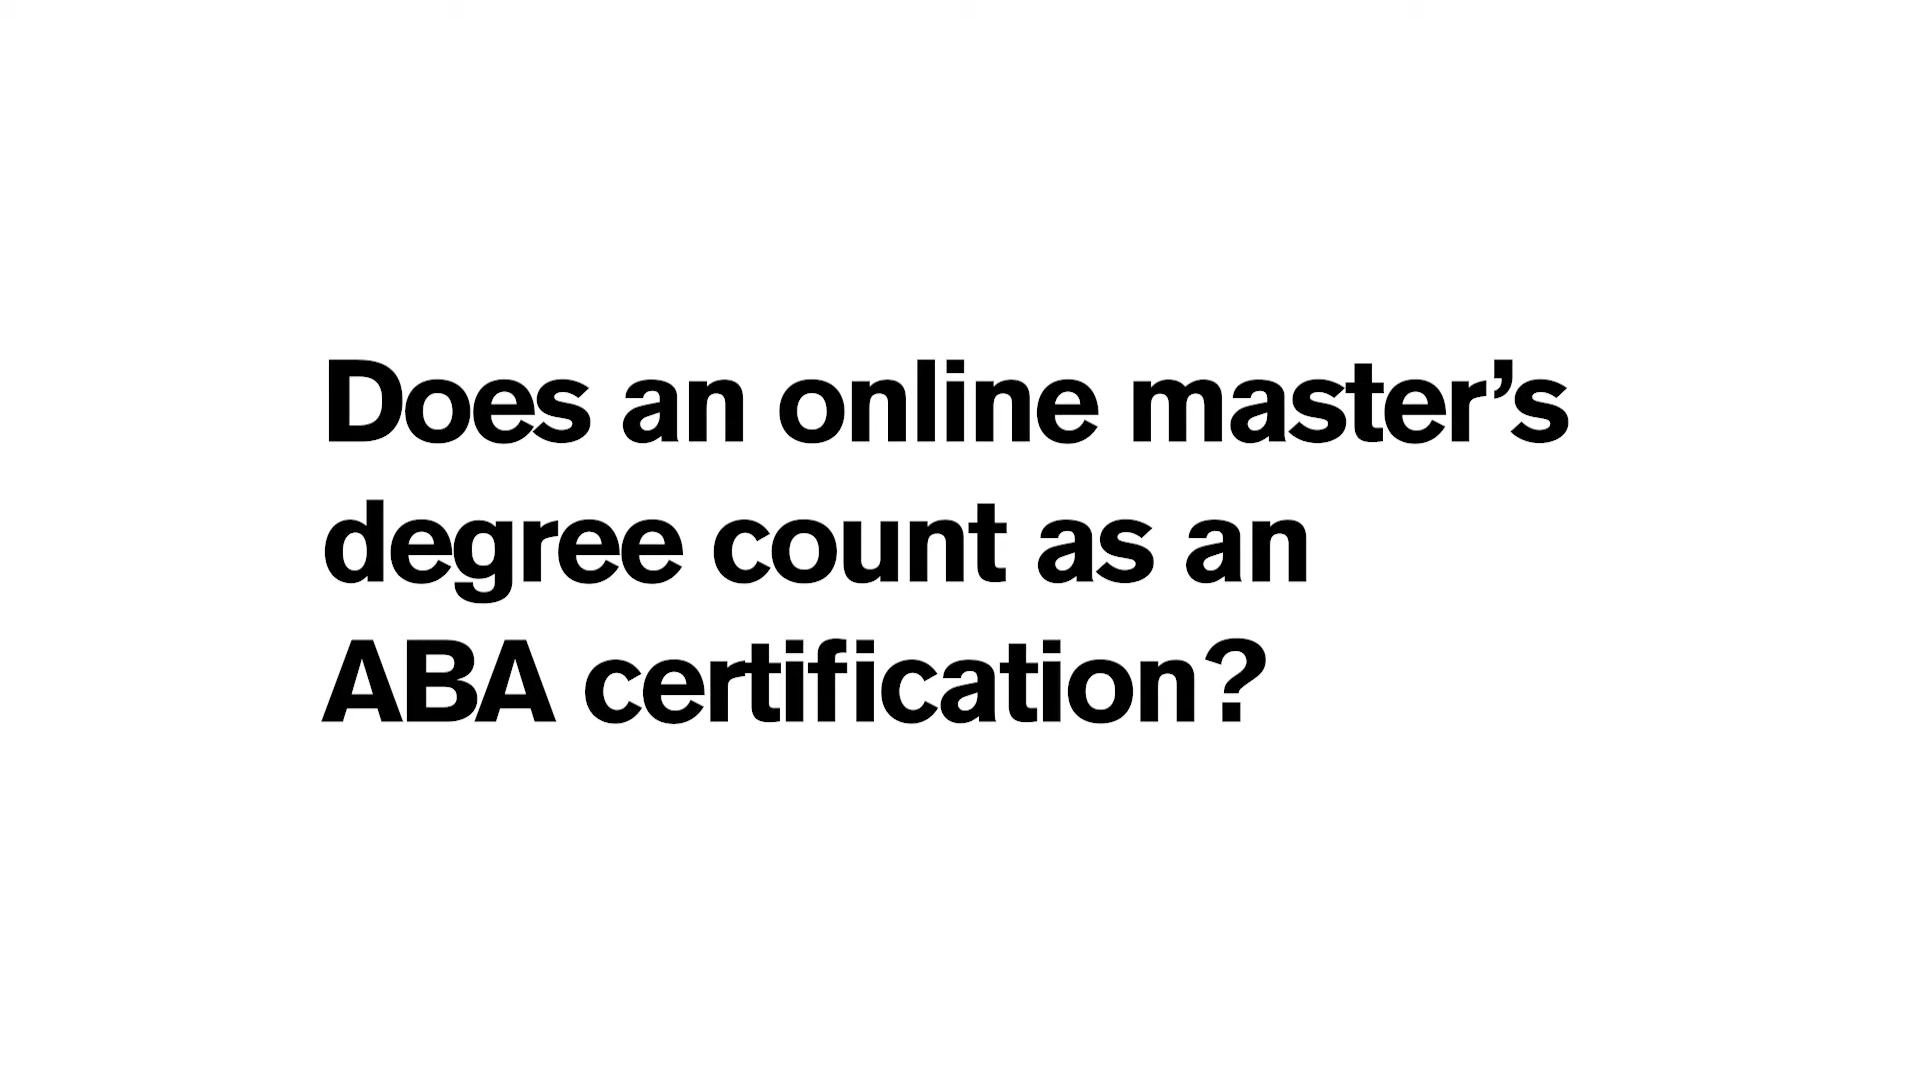 Does an online master’s
degree count as an
ABA certification?